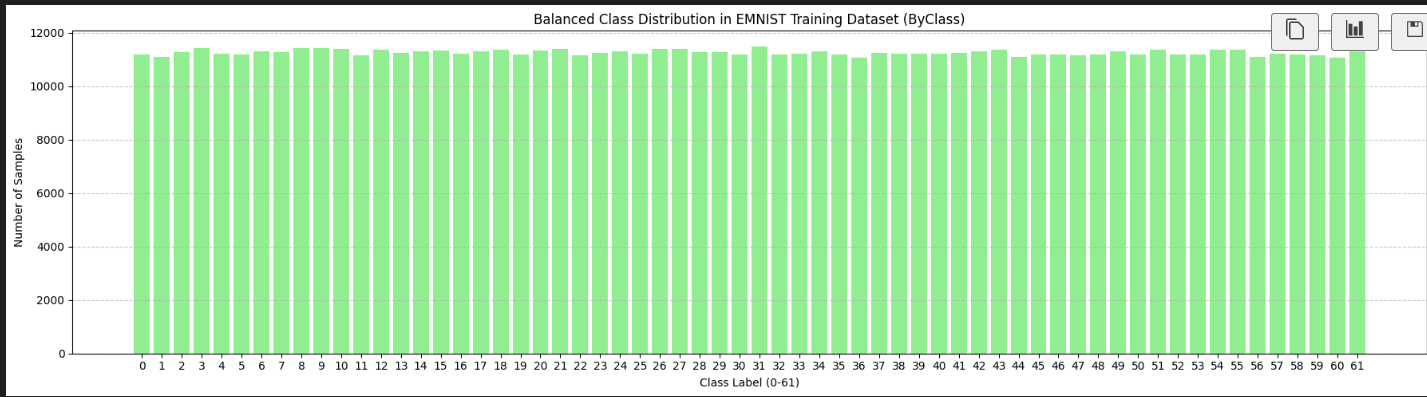 Balanced Class Distribution in EMNIST Training Dataset (ByClass)
12000
10000
8000
6000
4000
2000
0
Number of Samples
0 1 2 3 4 5 6 7 8 9 10 11 12 13 14 15 16 17 18 19 20 21 22 23 24 25 26 27 28 29 30 31 32 33 34 35 36 37 38 39 40 41 42 43 44 45 46 47 48 49 50 51 52 53 54 55 56 57 58 59 60 61
Class Label (0-61)